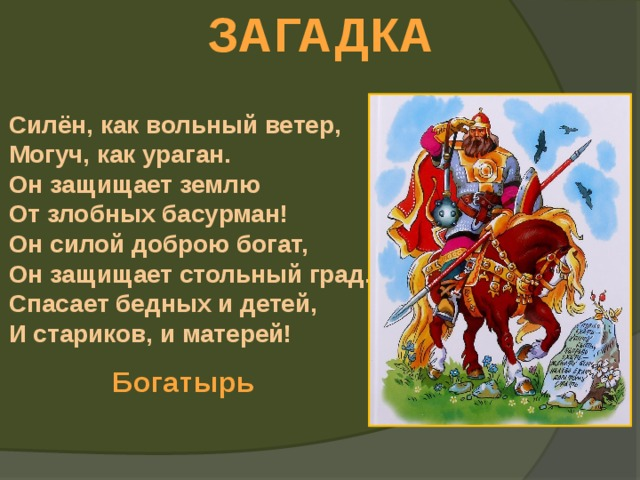 ЗАГАДКА
Силён, как вольный ветер,
Могуч, как ураган.
Он защищает землю
От злобных басурман!
Он силой доброю богат,
Он защищает стольный град.
Спасает бедных и детей,
И стариков, и матерей!
Богатырь